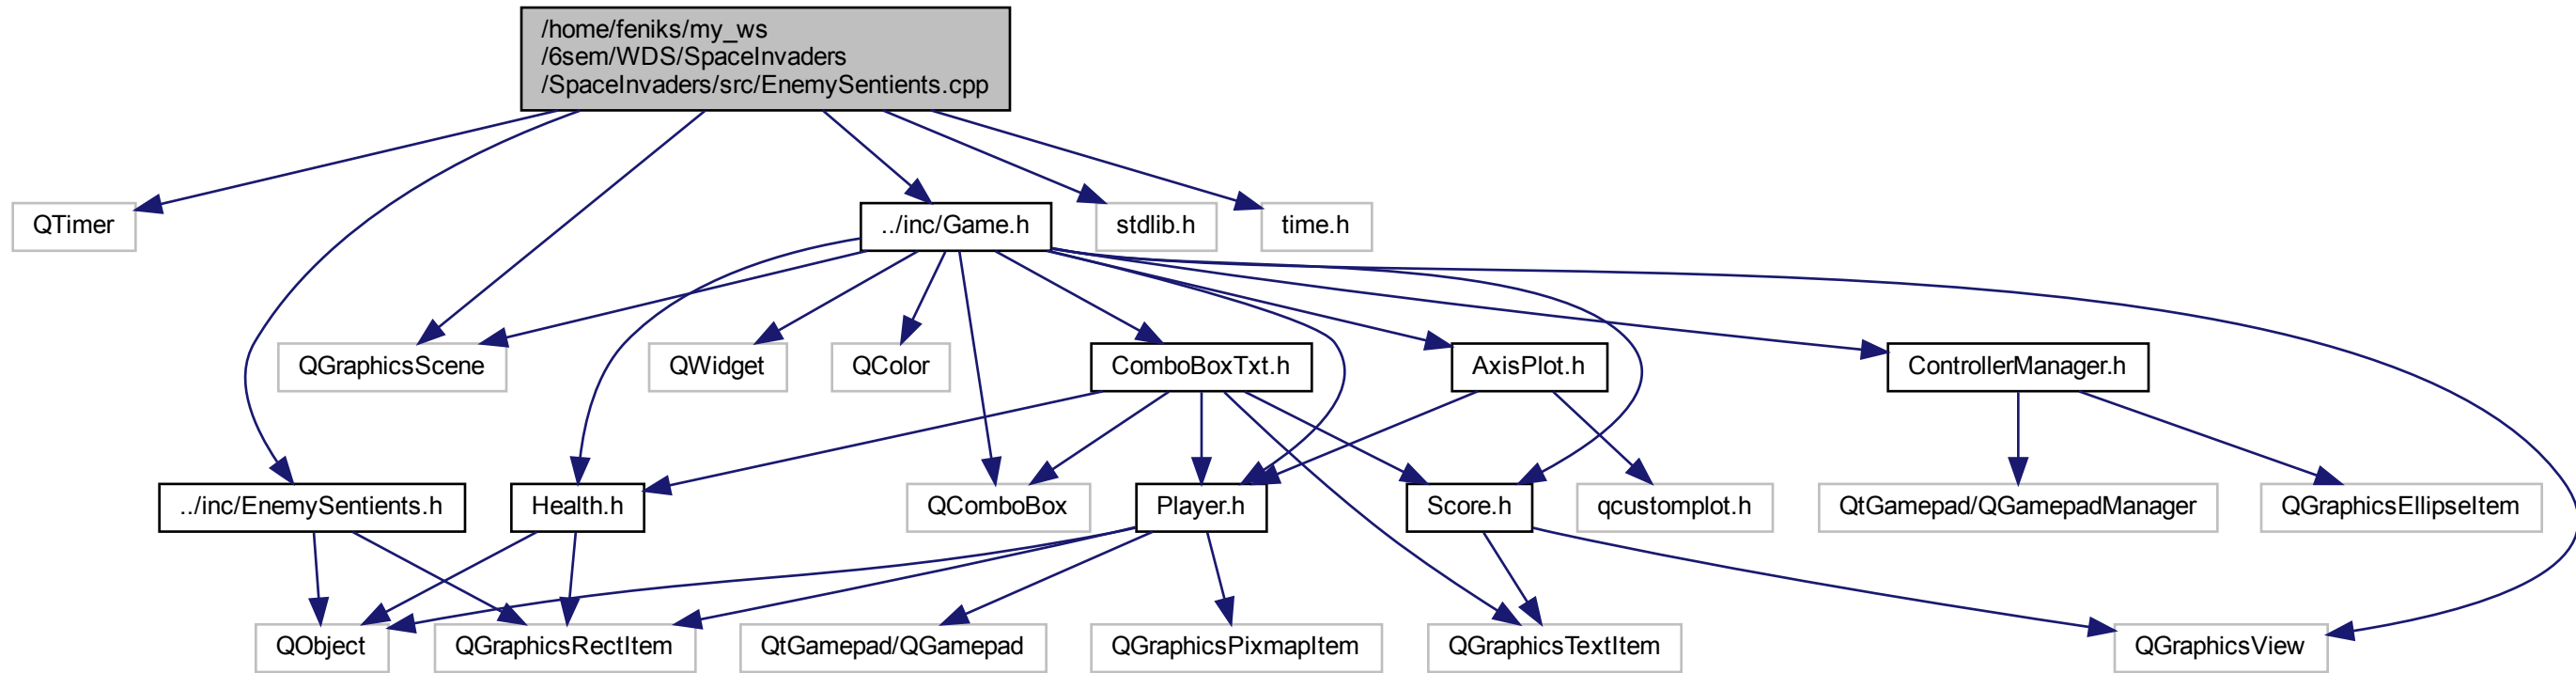 /home/feniks/my_ws
/6sem/WDS/SpaceInvaders
/SpaceInvaders/src/EnemySentients.cpp
QTimer
../inc/Game.h
stdlib.h
time.h
QGraphicsScene
QWidget
QColor
ComboBoxTxt.h
AxisPlot.h
ControllerManager.h
../inc/EnemySentients.h
Health.h
QComboBox
Player.h
Score.h
qcustomplot.h
QtGamepad/QGamepadManager
QGraphicsEllipseItem
QObject
QGraphicsRectItem
QtGamepad/QGamepad
QGraphicsPixmapItem
QGraphicsTextItem
QGraphicsView